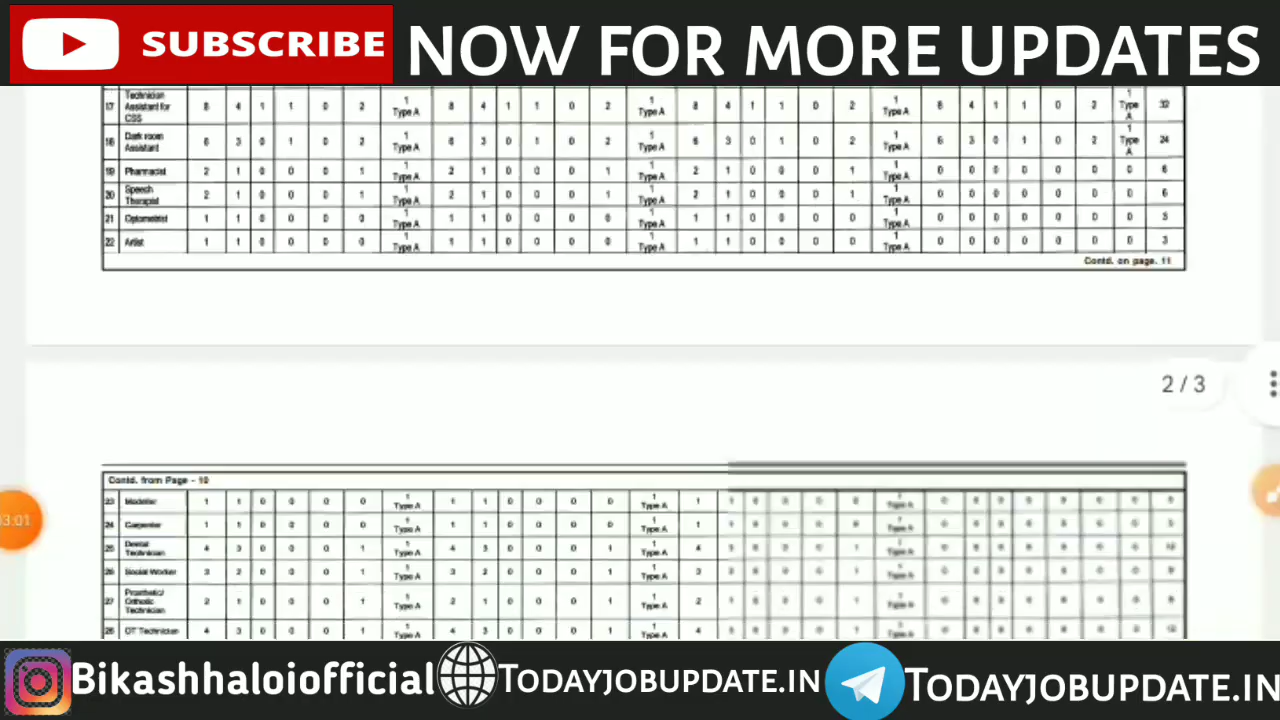 SUBSCRIBE NOW FOR MORE UPDATES
17 Technician Assistant for CSS 8 4 1 1 0 2 1 Type A 8 4 1 1 0 2 1 Type A 8 4 1 1 0 2 1 Type A 8 4 1 1 0 2 1 Type A 32
18 Dark room Assistant 6 3 0 1 0 2 1 Type A 6 3 0 1 0 2 1 Type A 6 3 0 1 0 2 1 Type A 6 3 0 1 0 2 1 Type A 24
19 Pharmacist 2 1 0 0 0 1 1 Type A 2 1 0 0 0 1 1 Type A 2 1 0 0 0 1 1 Type A 0 0 0 0 0 0 0 6
20 Speech Therapist 2 1 0 0 0 1 1 Type A 2 1 0 0 0 1 1 Type A 2 1 0 0 0 1 1 Type A 0 0 0 0 0 0 0 6
21 Optometrist 1 1 0 0 0 0 1 Type A 1 1 0 0 0 0 1 Type A 1 1 0 0 0 0 1 Type A 0 0 0 0 0 0 0 3
22 Artist 1 1 0 0 0 0 1 Type A 1 1 0 0 0 0 1 Type A 1 1 0 0 0 0 1 Type A 0 0 0 0 0 0 0 3
Contd. on page. 11
2 / 3
Contd. from Page - 10
23 Modeller 1 1 0 0 0 0 1 Type A 1 1 0 0 0 0 1 Type A 1
24 Carpenter 1 1 0 0 0 0 1 Type A 1 1 0 0 0 0 1 Type A 1
25 Dental Technician 4 3 0 0 0 1 1 Type A 4 3 0 0 0 1 1 Type A 4
26 Social Worker 3 2 0 0 0 1 1 Type A 3 2 0 0 0 1 1 Type A 3
03:01
27 Prosthetic/ Orthotic Technician 2 1 0 0 0 1 1 Type A 2 1 0 0 0 1 1 Type A 2
28 OT Technician 4 3 0 0 0 1 1 Type A 4 3 0 0 0 1 1 Type A 4
Bikashhaloiofficial TODAYJOBUPDATE.IN TODAYJOBUPDATE.IN